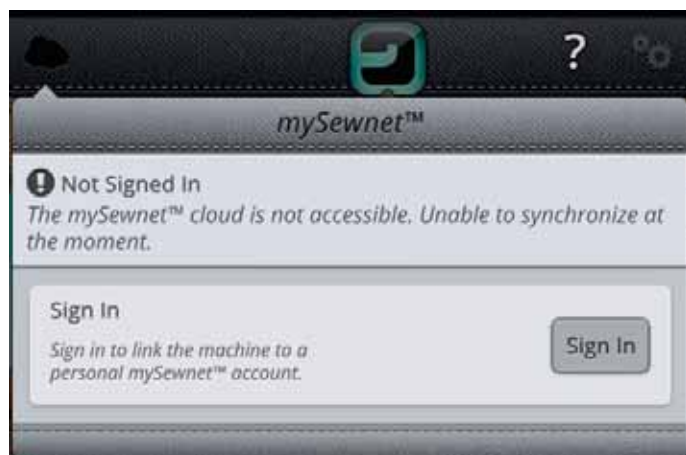 ?
mySewnet™
! Not Signed In
The mySewnet™ cloud is not accessible. Unable to synchronize at
the moment.
Sign In
Sign in to link the machine to a
personal mySewnet™ account.
Sign In